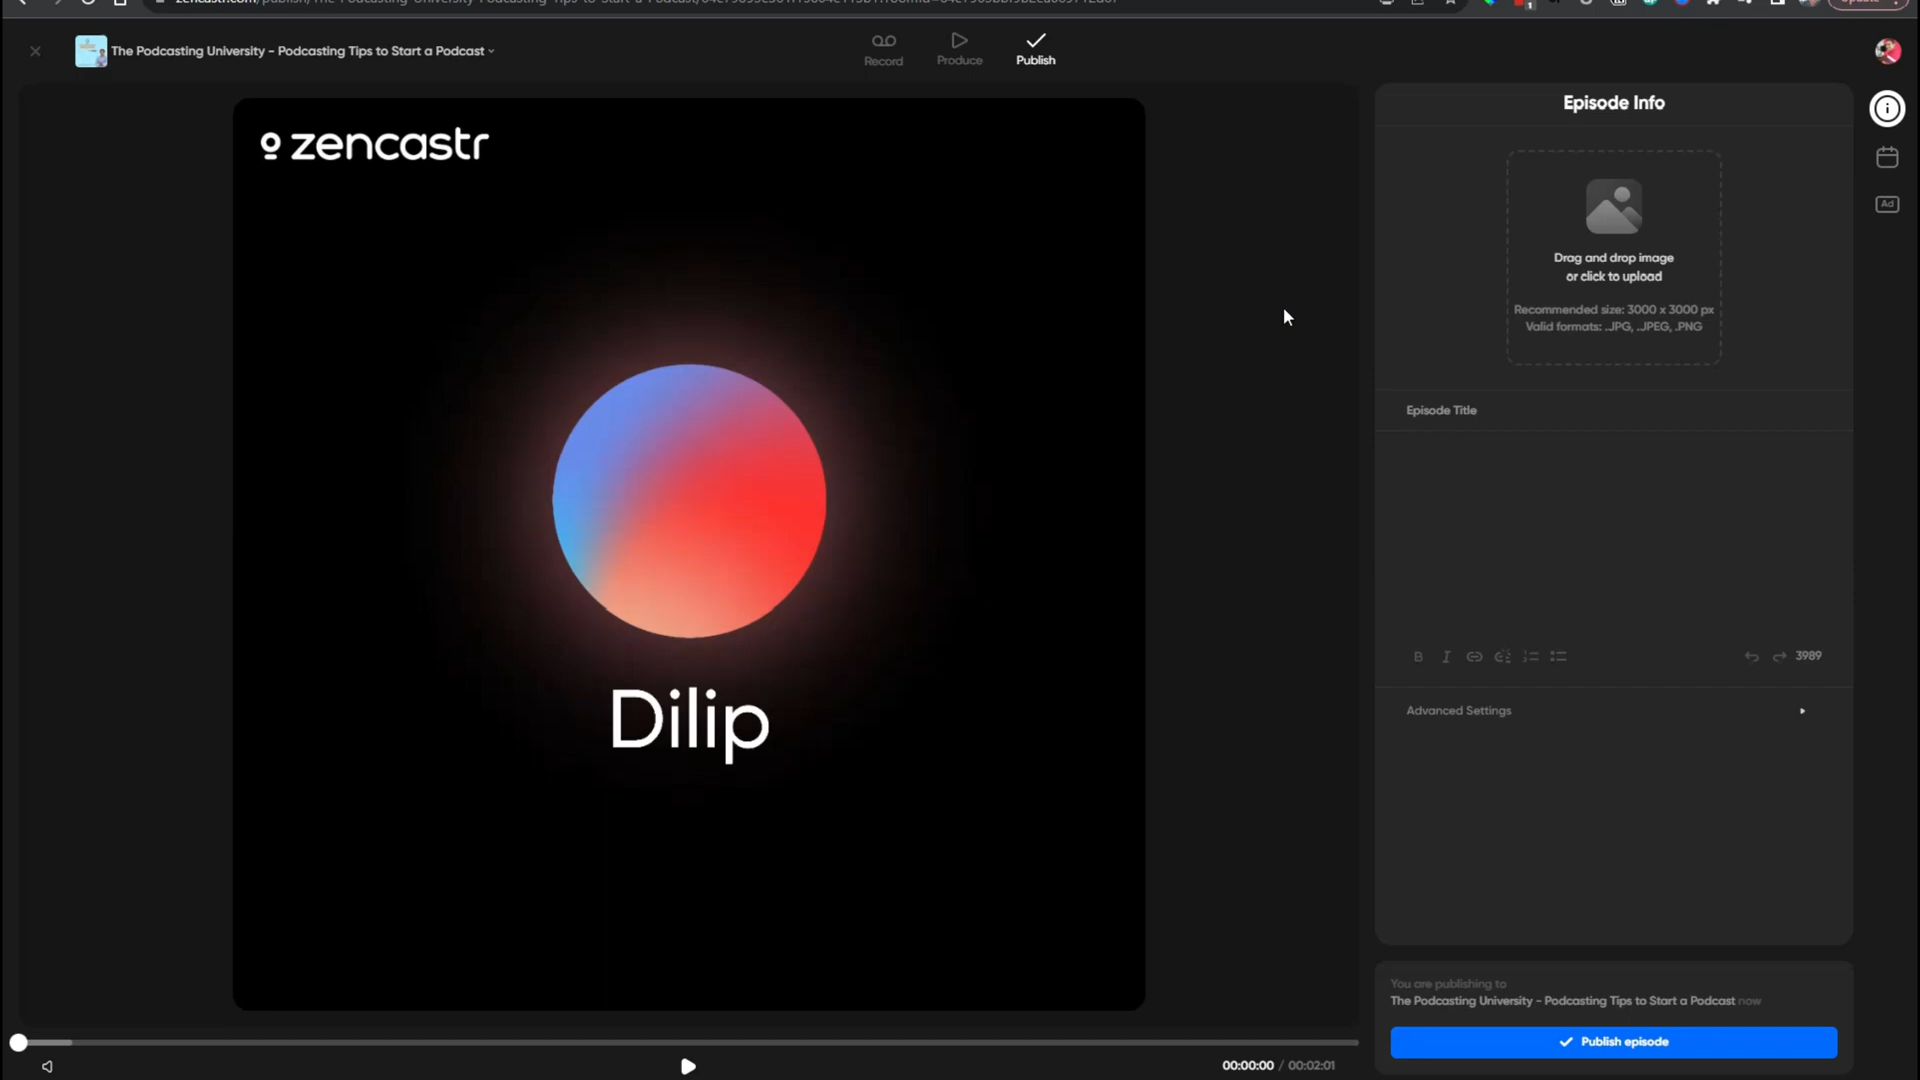 The Podcasting University - Podcasting Tips to Start a Podcast
Record
Produce
Publish
zencastr
Dilip
00:00:00 / 00:02:01
Episode Info
Ad
Drag and drop image
or click to upload
Recommended size: 3000 x 3000 px
Valid formats: .JPG, .JPEG, .PNG
Episode Title
B I
3989
Advanced Settings
You are publishing to
The Podcasting University - Podcasting Tips to Start a Podcast now
Publish episode